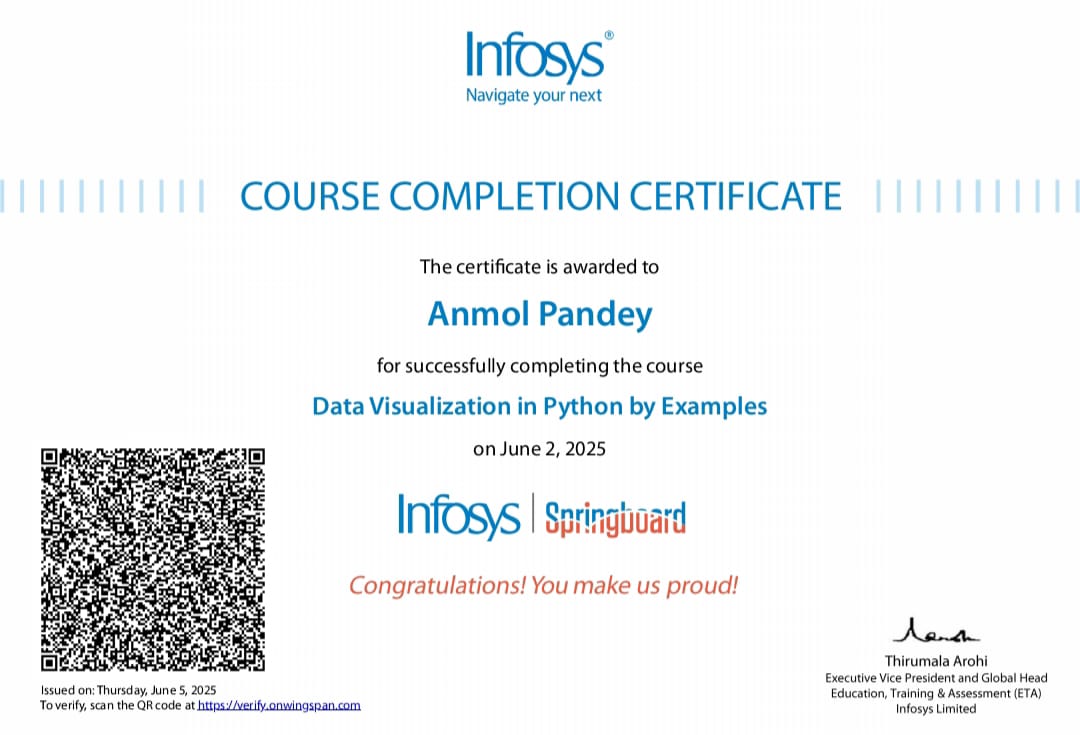 Infosys®
Navigate your next
COURSE COMPLETION CERTIFICATE
The certificate is awarded to
Anmol Pandey
for successfully completing the course
Data Visualization in Python by Examples
on June 2, 2025
Infosys | Springboard
Congratulations! You make us proud!
Issued on: Thursday, June 5, 2025
To verify, scan the QR code at https://verify.onwingspan.com
Thirumala Arohi
Executive Vice President and Global Head
Education, Training & Assessment (ETA)
Infosys Limited